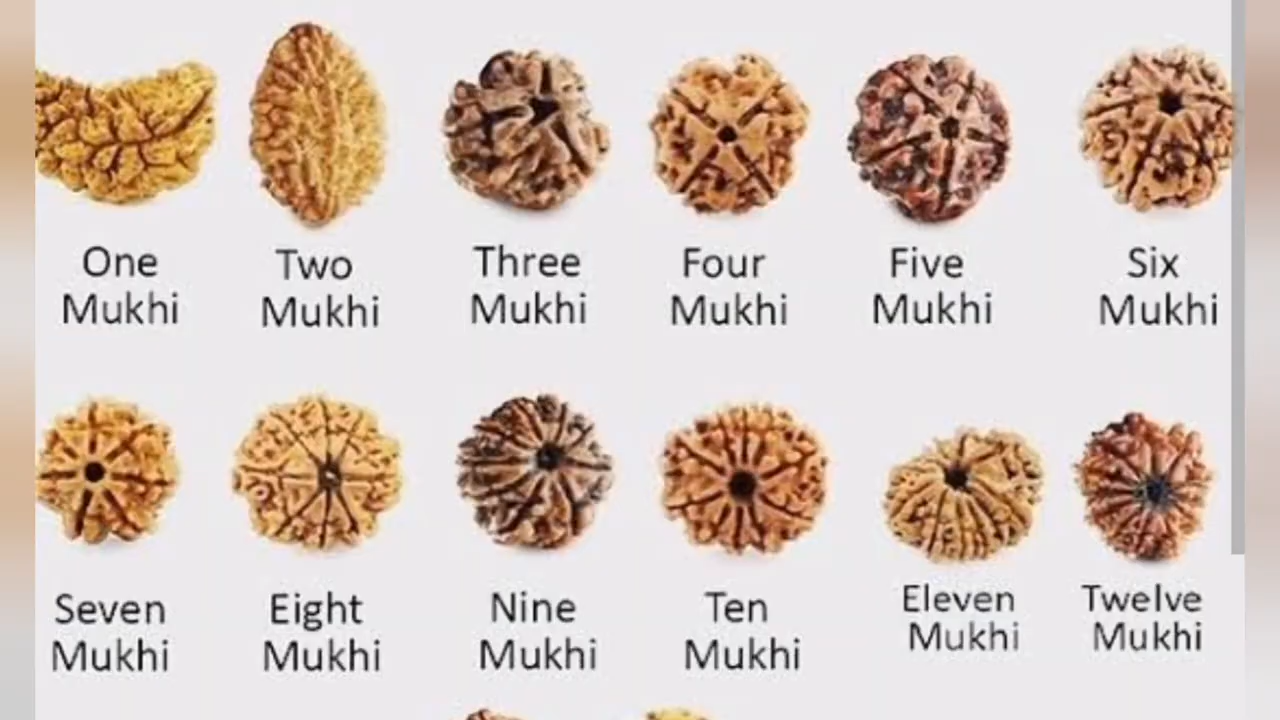 One
Mukhi
Two
Mukhi
Three
Mukhi
Four
Mukhi
Five
Mukhi
Six
Mukhi
Seven
Mukhi
Eight
Mukhi
Nine
Mukhi
Ten
Mukhi
Eleven
Mukhi
Twelve
Mukhi